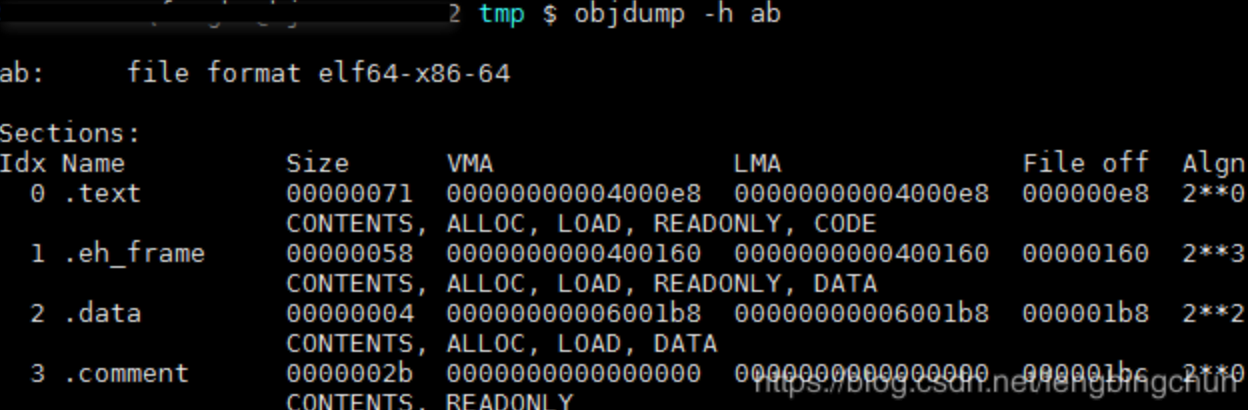 2 tmp $ objdump -h ab
ab:     file format elf64-x86-64
Sections:
Idx Name          Size      VMA               LMA               File off  Algn
  0 .text         00000071  00000000004000e8  00000000004000e8  000000e8  2**0
                  CONTENTS, ALLOC, LOAD, READONLY, CODE
  1 .eh_frame     00000058  0000000000400160  0000000000400160  00000160  2**3
                  CONTENTS, ALLOC, LOAD, READONLY, DATA
  2 .data         00000004  00000000006001b8  00000000006001b8  000001b8  2**2
                  CONTENTS, ALLOC, LOAD, DATA
  3 .comment      0000002b  0000000000000000  0000000000000000  000001bc  2**0
                  CONTENTS, READONLY
https://blog.csdn.net/fengbingchun